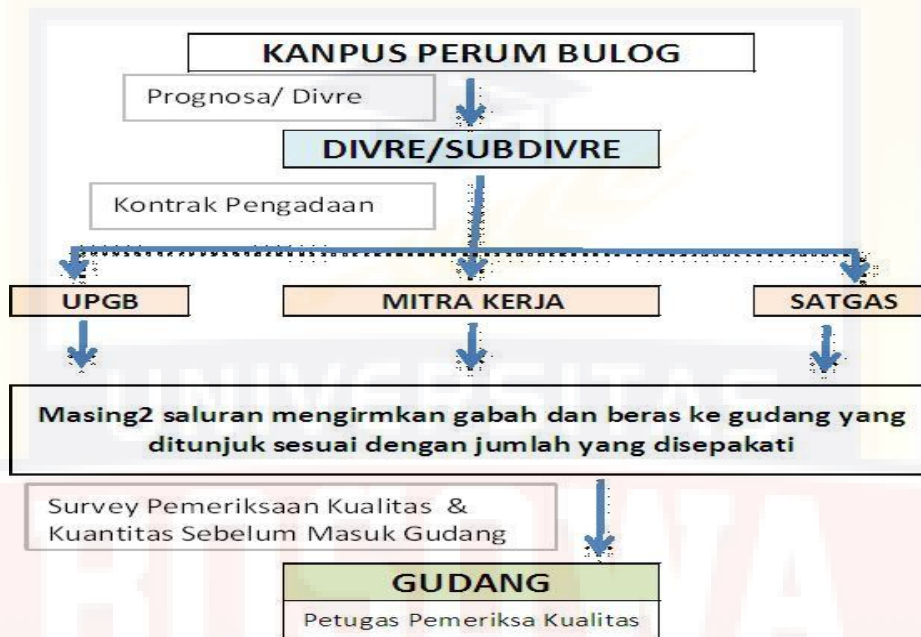 KANPUS PERUM BULOG
Prognosa/ Divre
DIVRE/SUBDIVRE
Kontrak Pengadaan
UPGB
MITRA KERJA
SATGAS
UNIVERSITAS
Masing2 saluran mengirmkan gabah dan beras ke gudang yang
ditunjuk sesuai dengan jumlah yang disepakati
Survey Pemeriksaan Kualitas &
Kuantitas Sebelum Masuk Gudang
BOSOWA
GUDANG
Petugas Pemeriksa Kualitas